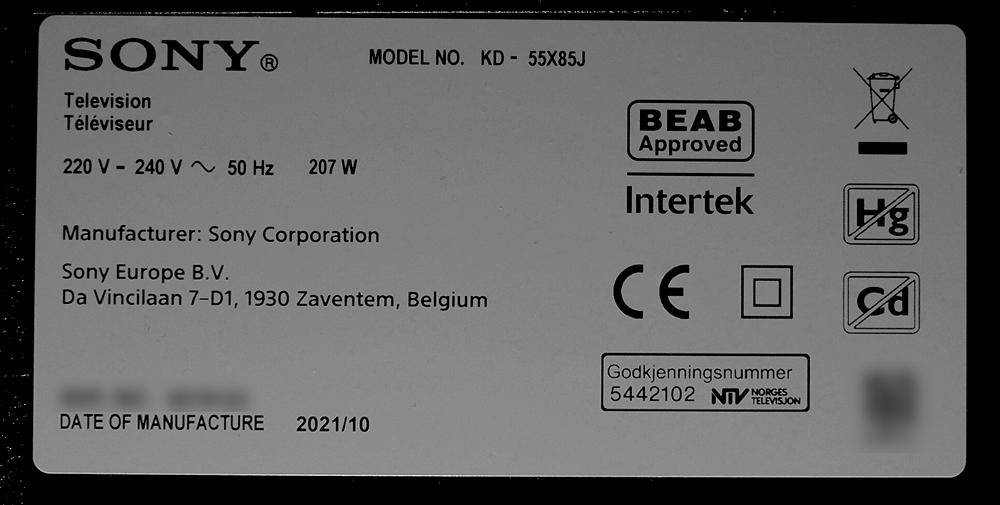 SONY®
MODEL NO. KD - 55X85J
Television
Téléviseur
220 V - 240 V ~ 50 Hz 207 W
BEAB
Approved
Intertek
Manufacturer: Sony Corporation
Sony Europe B.V.
Da Vincilaan 7-D1, 1930 Zaventem, Belgium
CE
Hg
Cd
Godkjenningsnummer
5442102 NTV NORGES TELEVISJON
DATE OF MANUFACTURE 2021/10